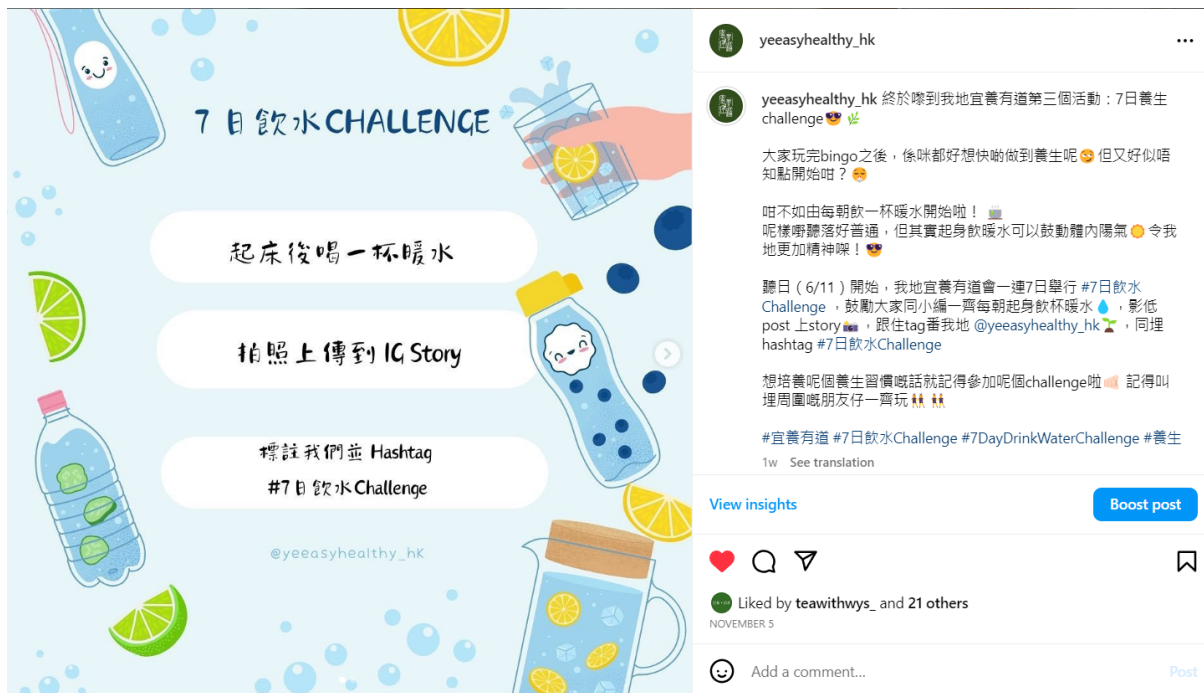 7 日飲水CHALLENGE
起床後喝一杯暖水
拍照上傳到 IG Story
標註我們並 Hashtag
#7日飲水Challenge
@yeeasyhealthy_hk
yeeasyhealthy_hk
yeeasyhealthy_hk 終於嚟到我地宜養有道第三個活動：7日養生
challenge😎🌿
大家玩完bingo之後，係咪都好想快啲做到養生呢😏但又好似唔
知點開始咁？😁
咁不如由每朝飲一杯暖水開始啦！ 🍵
呢樣嘢聽落好普通，但其實起身飲暖水可以鼓動體內陽氣🌞令我
地更加精神㗎！😎
聽日（6/11）開始，我地宜養有道會一連7日舉行 #7日飲水
Challenge ，鼓勵大家同小編一齊每朝起身飲杯暖水💧，影低
post 上story📸，跟住tag番我地 @yeeasyhealthy_hk🌱，同埋
hashtag #7日飲水Challenge
想培養呢個養生習慣嘅話就記得參加呢個challenge啦👊🏻 記得叫
埋周圍嘅朋友仔一齊玩👯👯
#宜養有道 #7日飲水Challenge #7DayDrinkWaterChallenge #養生
1w See translation
View insights
Boost post
Liked by teawithwys_ and 21 others
NOVEMBER 5
Add a comment...
Post